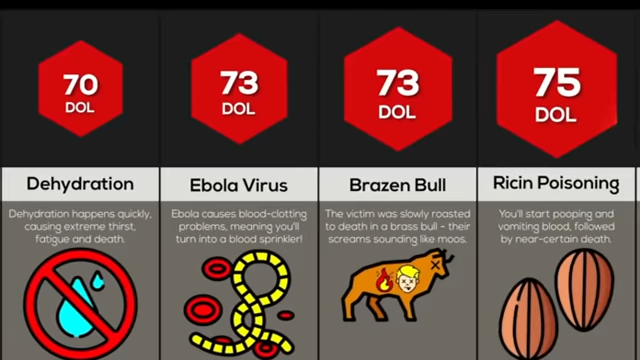 70
DOL
Dehydration
Dehydration happens quickly,
causing extreme thirst,
fatigue and death.
73
DOL
Ebola Virus
Ebola causes blood-clotting
problems, meaning you'll
turn into a blood sprinkler!
73
DOL
Brazen Bull
The victim was slowly roasted
to death in a brass bull - their
screams sounding like moos.
75
DOL
Ricin Poisoning
You'll start pooping and
vomiting blood, followed
by near-certain death.